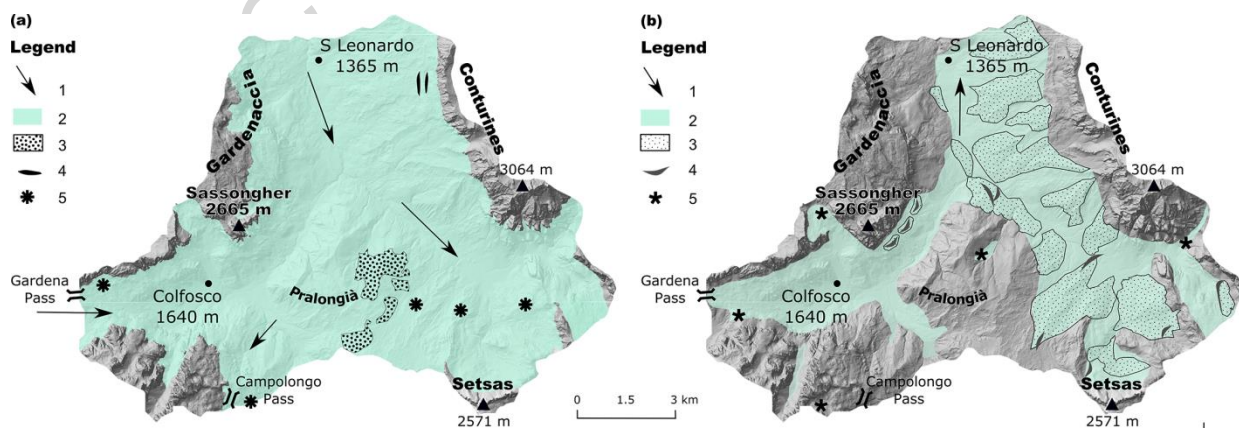 (a)
Legend
1
2
3
4
5
S Leonardo
1365 m
Gardenaccia
Conturines
Sassongher
2665 m
3064 m
Gardena
Pass
Colfosco
1640 m
Pralongià
Campolongo
Pass
Setsas
2571 m
0 1.5 3 km
(b)
Legend
1
2
3
4
5
S Leonardo
1365 m
Gardenaccia
Conturines
Sassongher
2665 m
3064 m
Gardena
Pass
Colfosco
1640 m
Pralongià
Campolongo
Pass
Setsas
2571 m